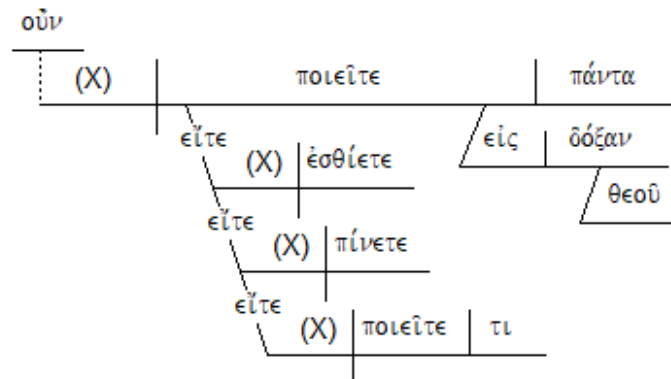 οὖν
(X) ποιεῖτε πάντα
εἴτε (X) ἐσθίετε εἰς δόξαν
θεοῦ
εἴτε (X) πίνετε
εἴτε (X) ποιεῖτε τι